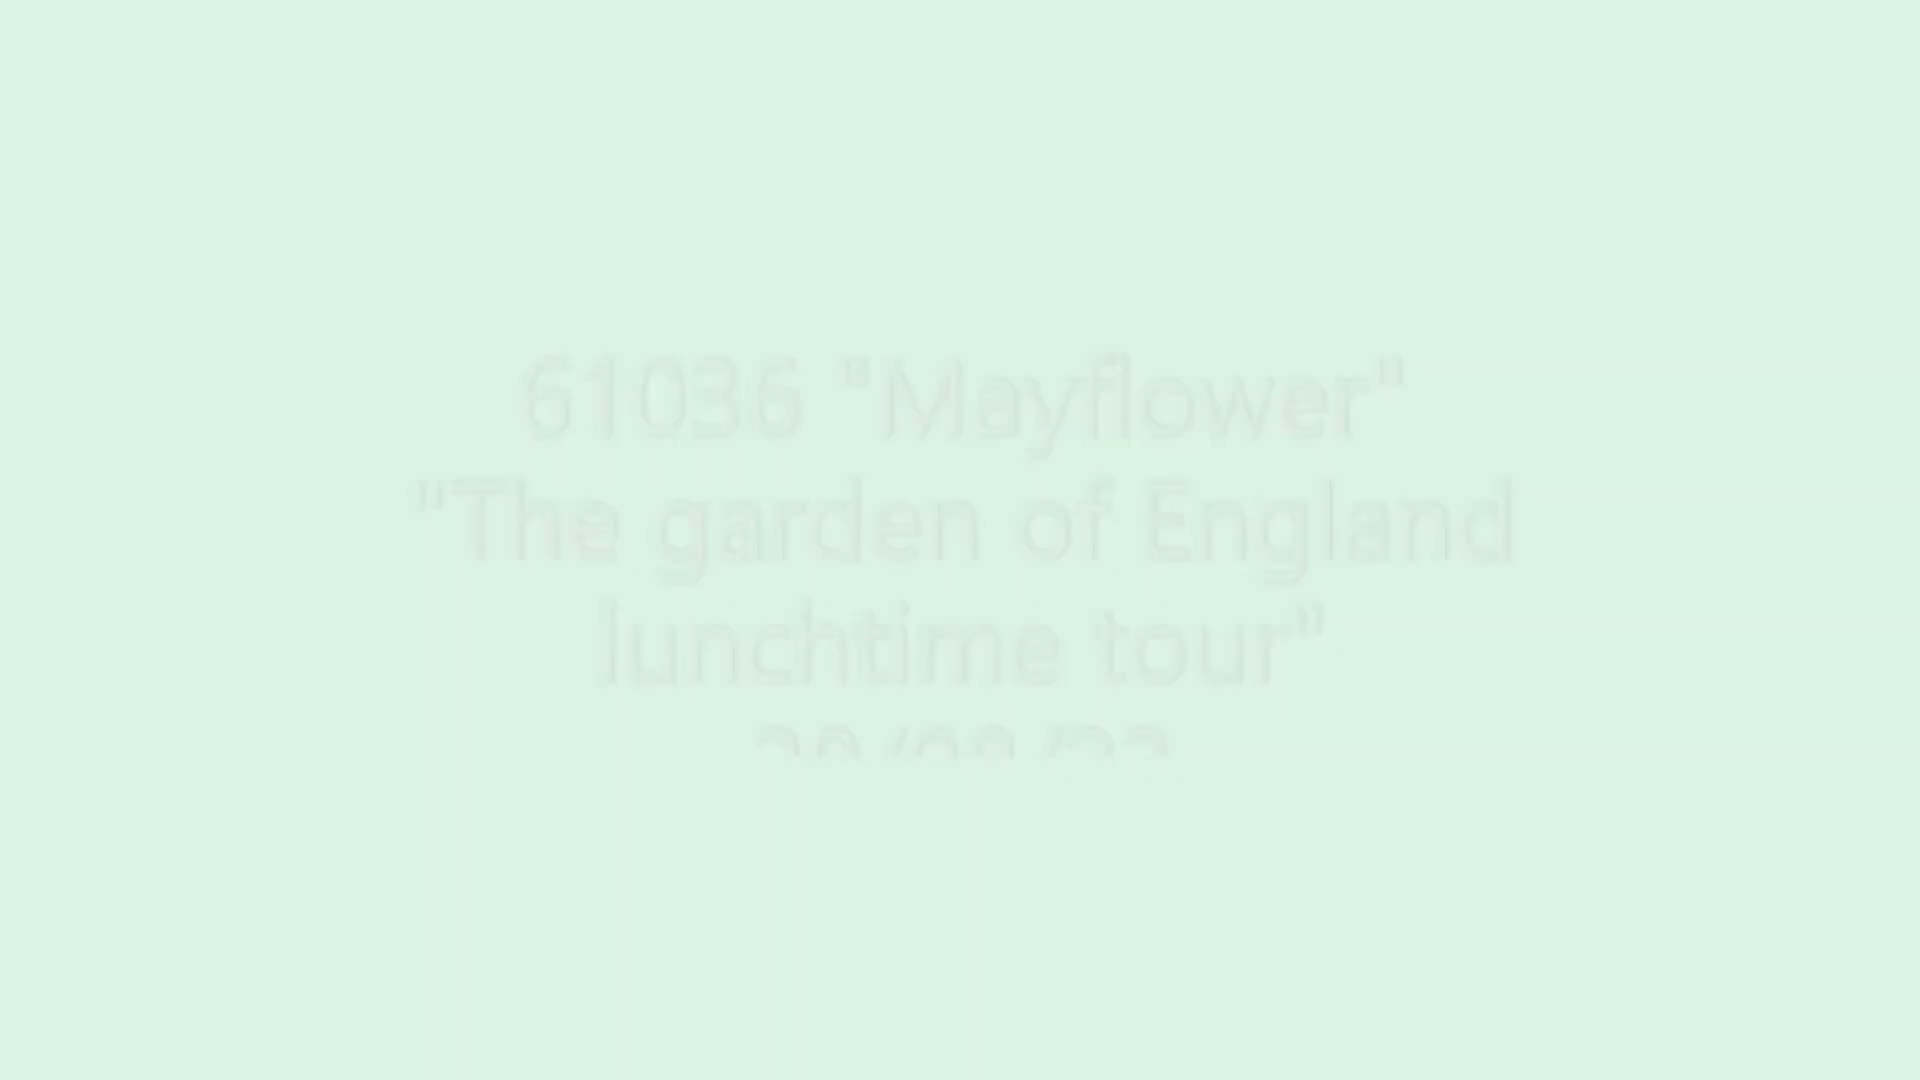 61036 "Mayflower"
"The garden of England
lunchtime tour"